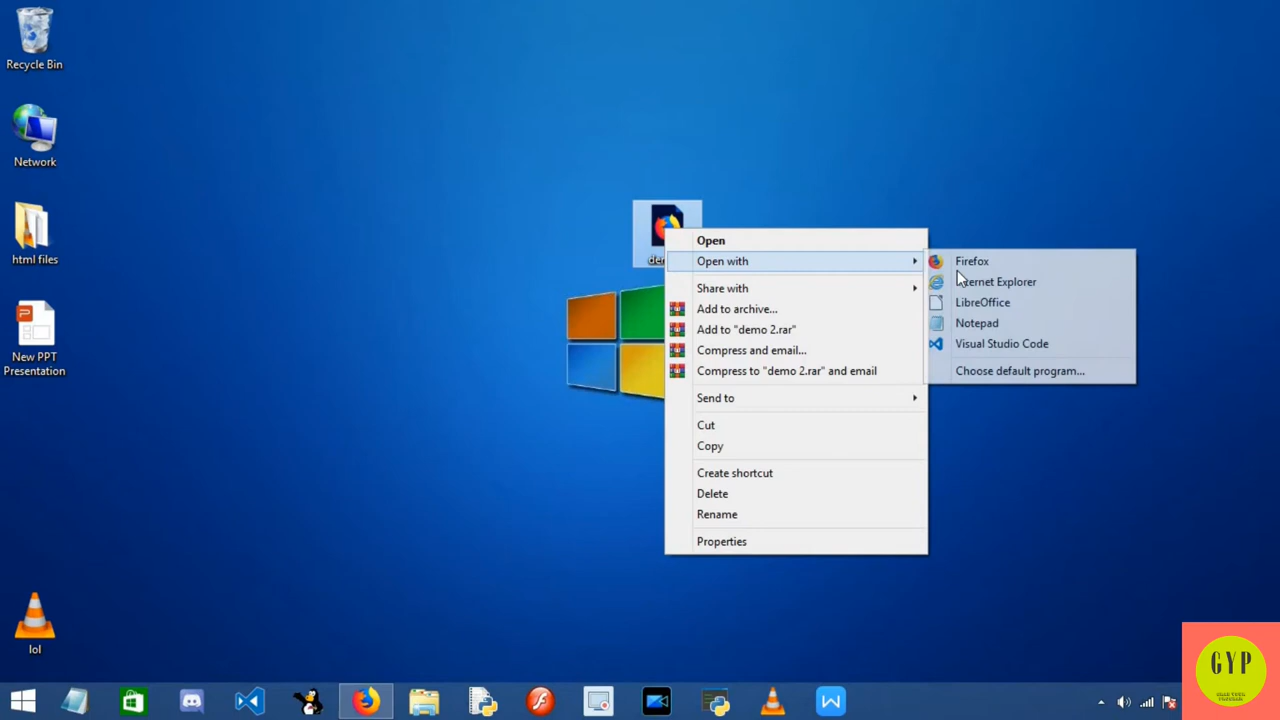 Recycle Bin
Network
html files
New PPT
Presentation
lol
Open
Open with
Share with
Add to archive...
Add to "demo 2.rar"
Compress and email...
Compress to "demo 2.rar" and email
Send to
Cut
Copy
Create shortcut
Delete
Rename
Properties
Firefox
Internet Explorer
LibreOffice
Notepad
Visual Studio Code
Choose default program...
GYP